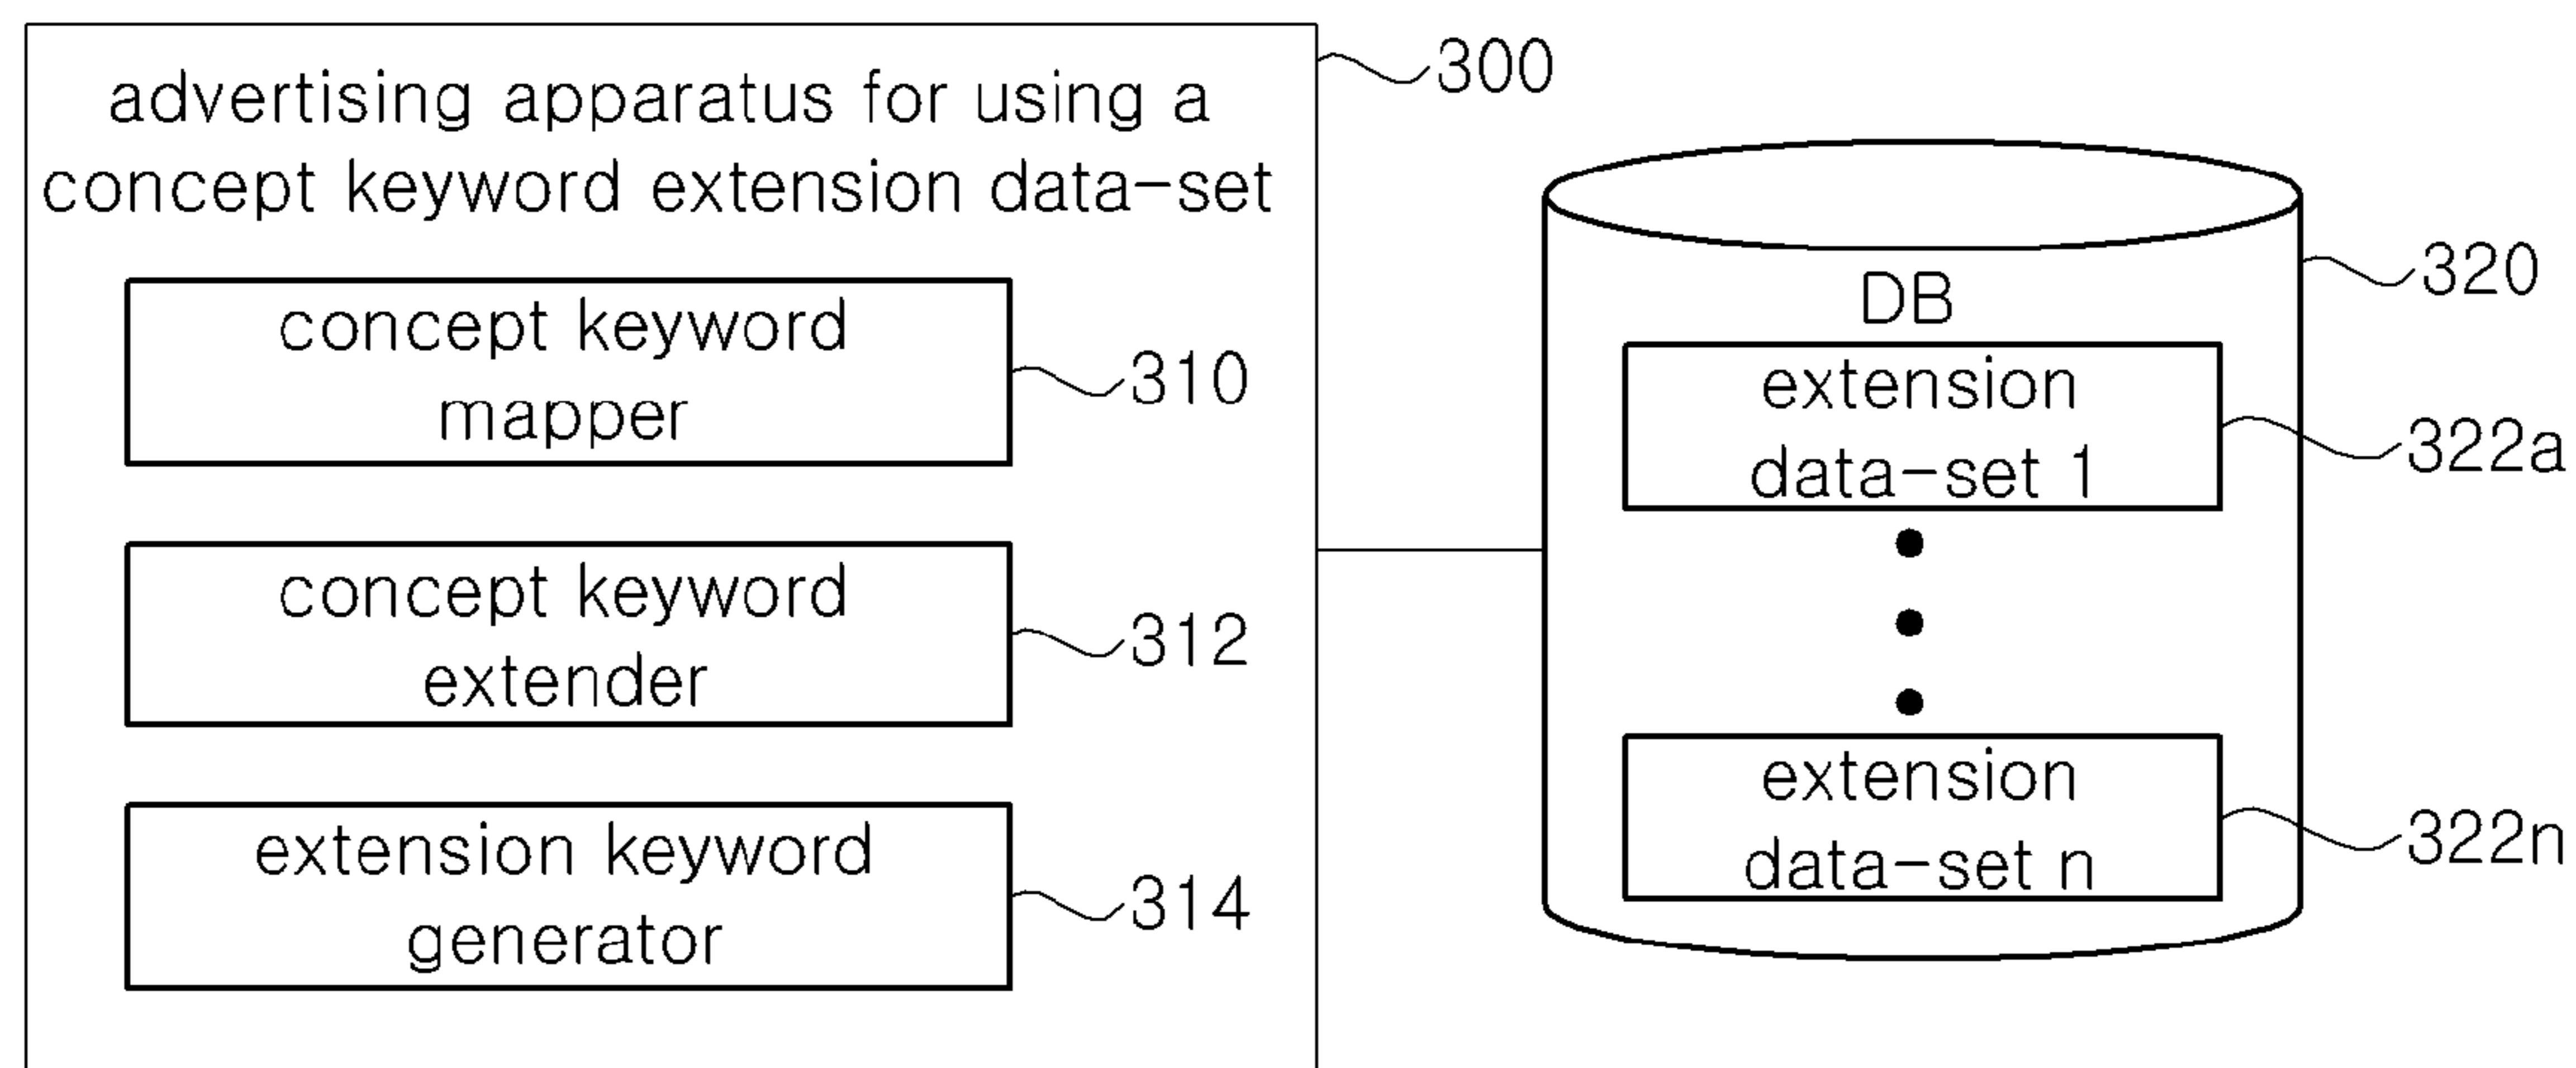 advertising apparatus for using a
concept keyword extension data-set
300
concept keyword
mapper
310
concept keyword
extender
312
extension keyword
generator
314
DB
320
extension
data-set 1
322a
extension
data-set n
322n